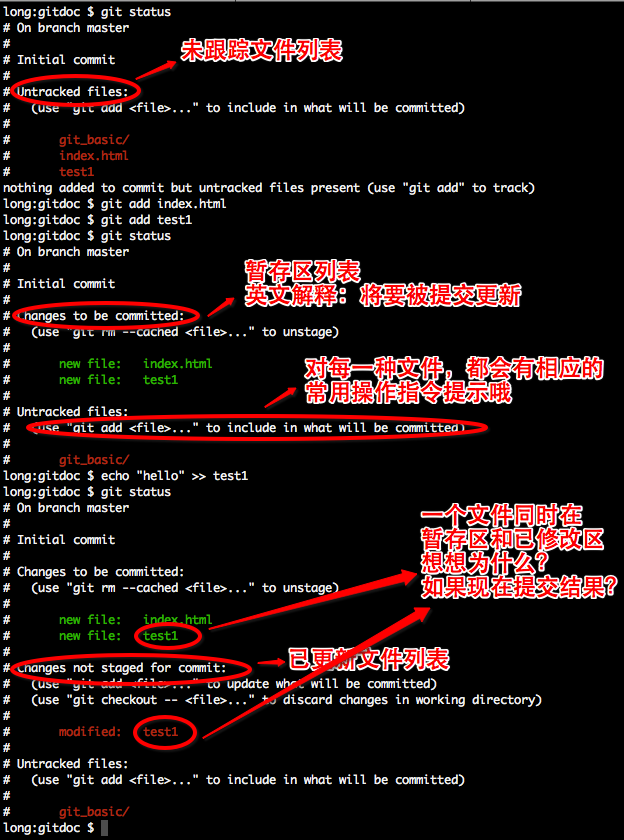 long:gitdoc $ git status
# On branch master
#
# Initial commit
#
未跟踪文件列表
# Untracked files:
#   (use "git add <file>..." to include in what will be committed)
#
#       git_basic/
#       index.html
#       test1
nothing added to commit but untracked files present (use "git add" to track)
long:gitdoc $ git add index.html
long:gitdoc $ git add test1
long:gitdoc $ git status
# On branch master
#
# Initial commit
#
暂存区列表
英文解释：将要被提交更新
# Changes to be committed:
#   (use "git rm --cached <file>..." to unstage)
#
#       new file:   index.html
#       new file:   test1
#
对每一种文件，都会有相应的
常用操作指令提示哦
# Untracked files:
#   (use "git add <file>..." to include in what will be committed)
#
#       git_basic/
long:gitdoc $ echo "hello" >> test1
long:gitdoc $ git status
# On branch master
#
# Initial commit
#
一个文件同时在
暂存区和已修改区
想想为什么？
如果现在提交结果？
# Changes to be committed:
#   (use "git rm --cached <file>..." to unstage)
#
#       new file:   index.html
#       new file:   test1
#
# Changes not staged for commit:
已更新文件列表
#   (use "git add <file>..." to update what will be committed)
#   (use "git checkout -- <file>..." to discard changes in working directory)
#
#       modified:   test1
#
# Untracked files:
#   (use "git add <file>..." to include in what will be committed)
#
#       git_basic/
long:gitdoc $